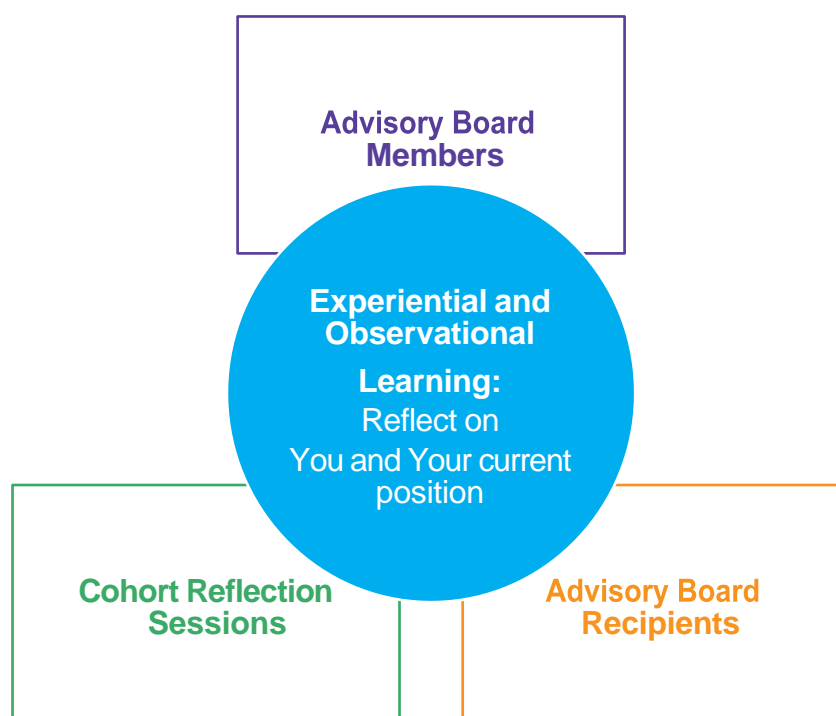 Advisory Board
Members
Experiential and
Observational
Learning:
Reflect on
You and Your current
position
Cohort Reflection
Sessions
Advisory Board
Recipients